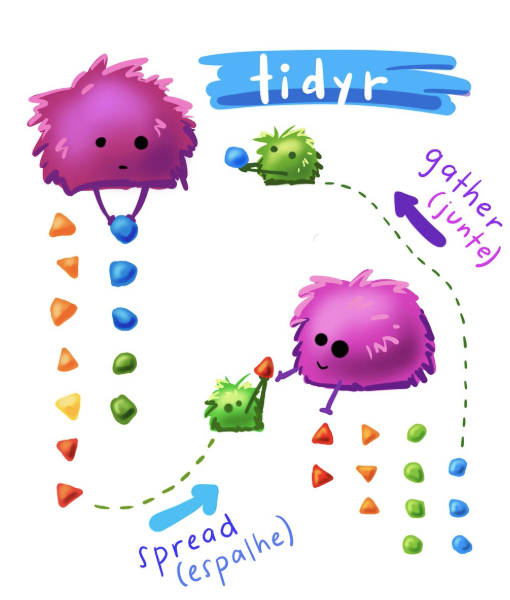 tidyr
gather
(junte)
spread
(espalhe)